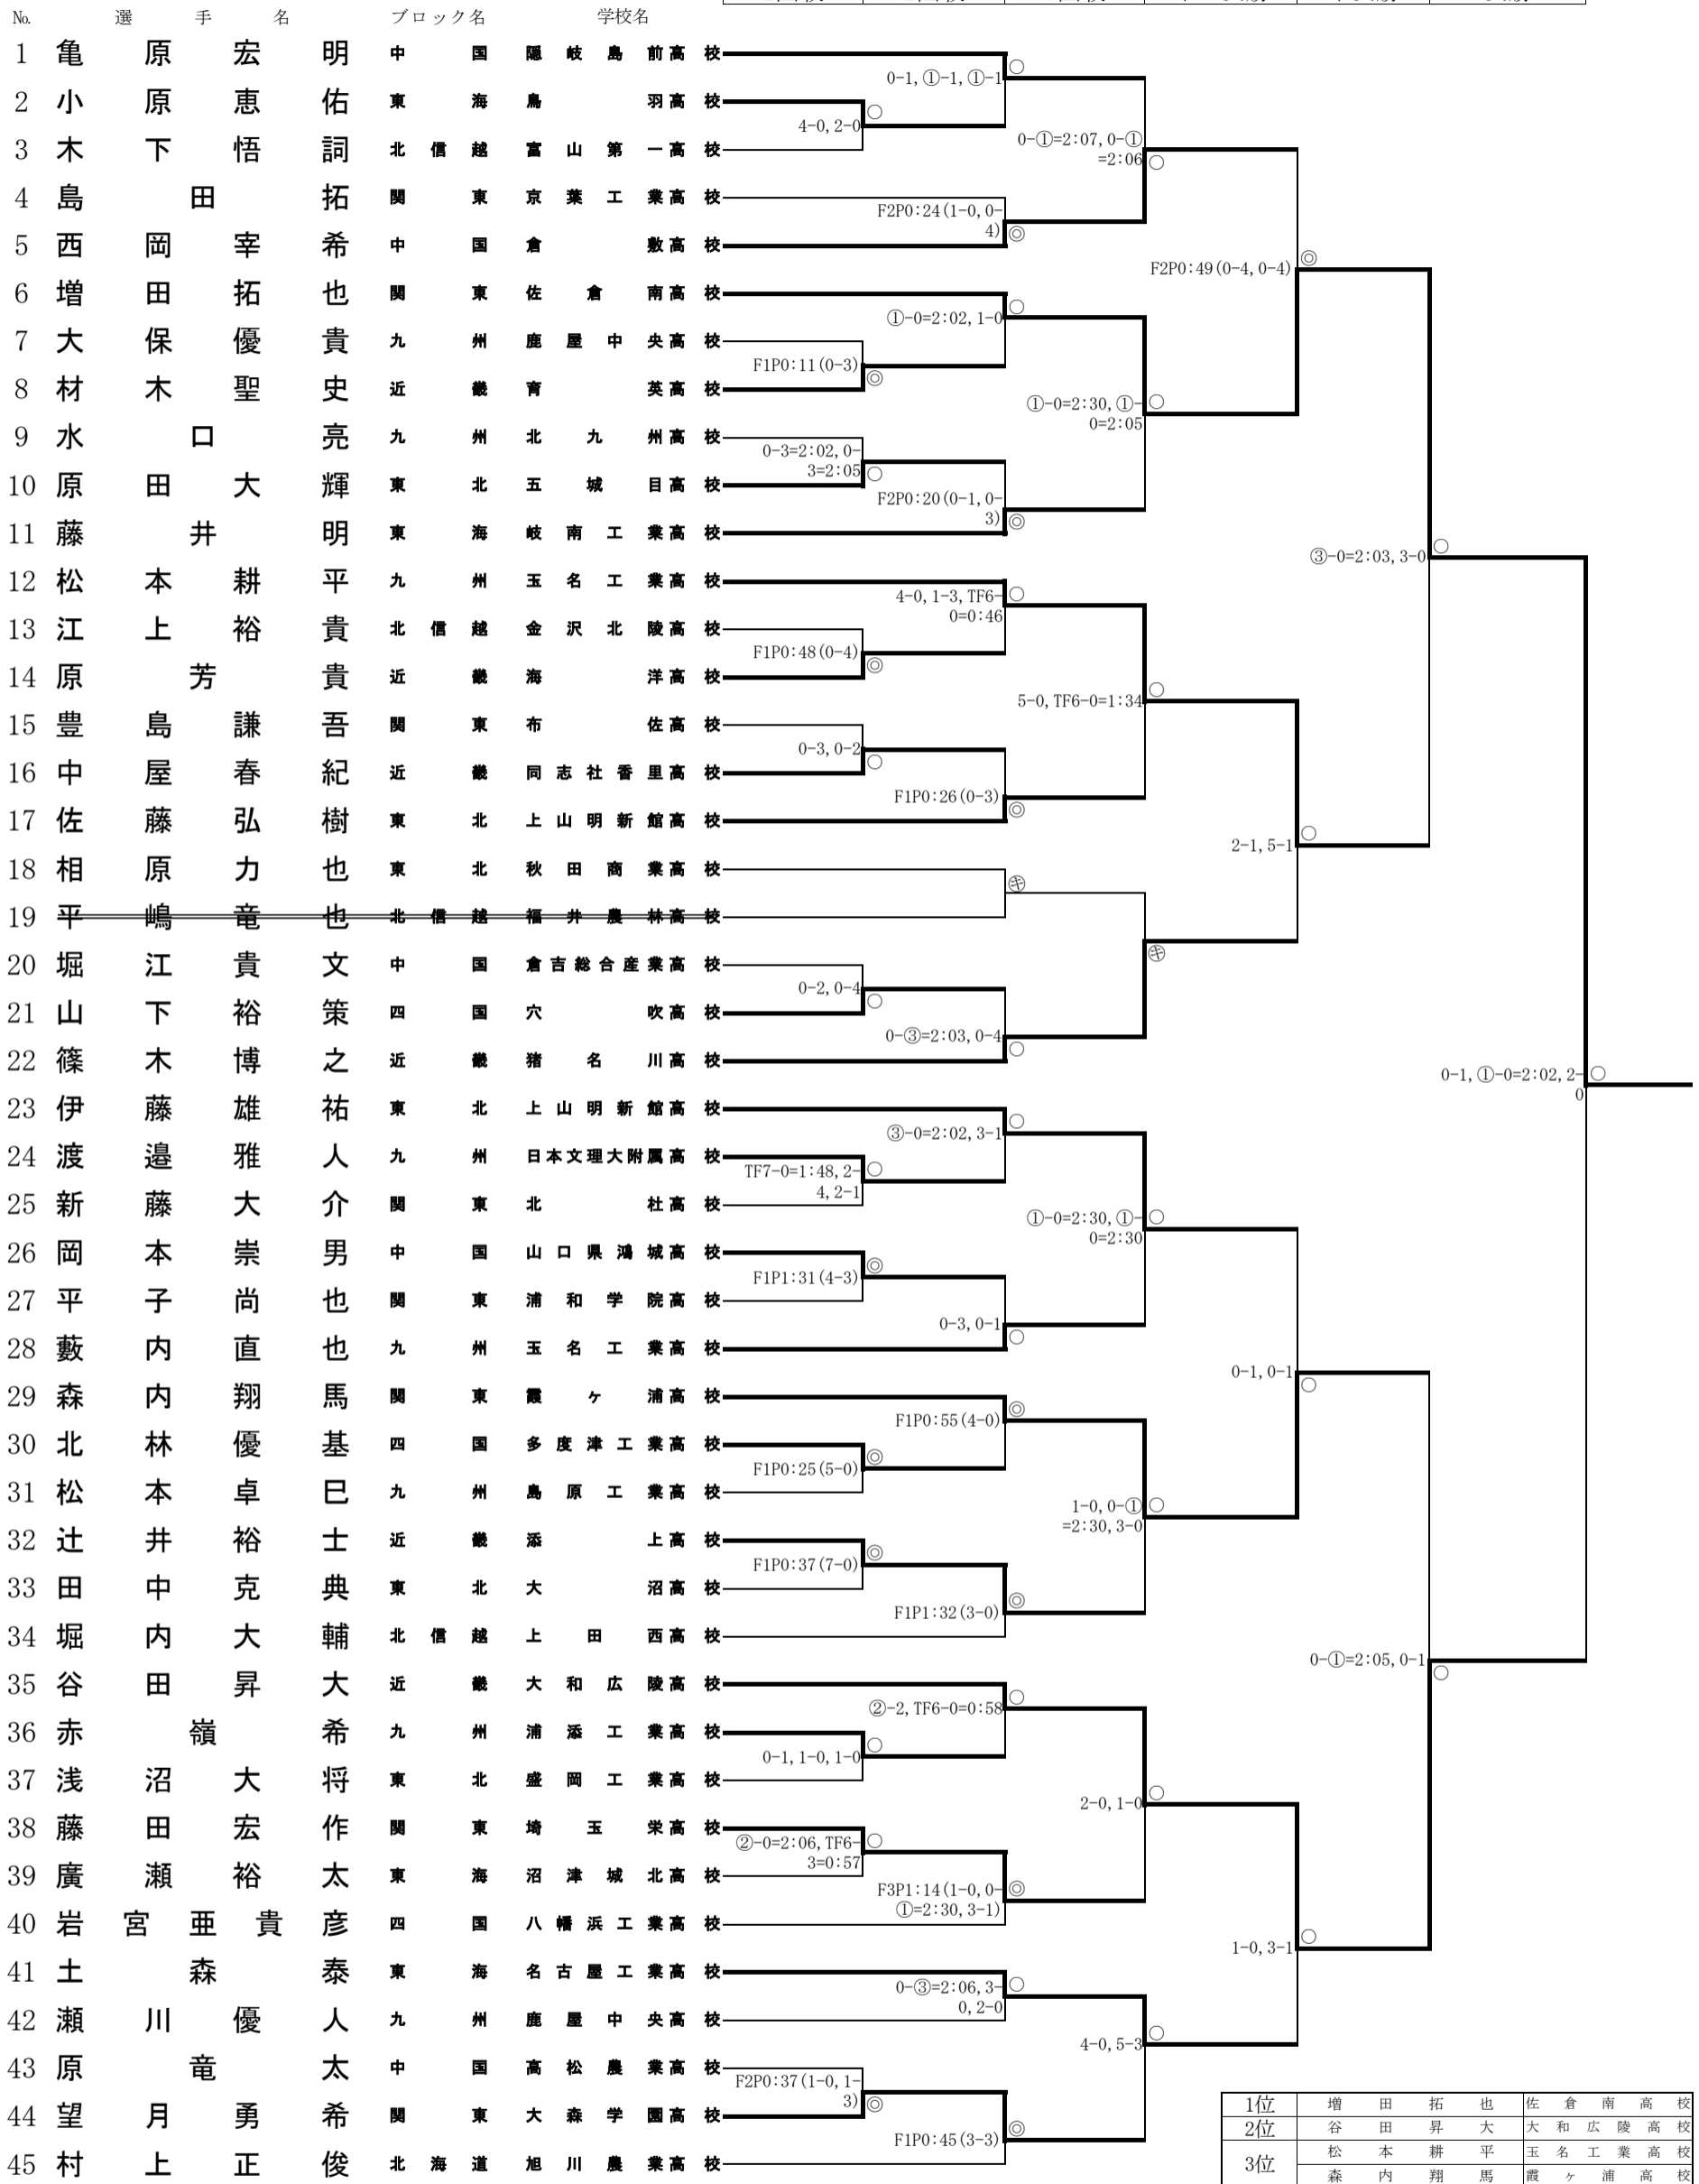 № 選手名 ブロック名 学校名
1 亀原宏明 中国 隠岐島前高校
0-1,①-1,①-1 ○
2 小原恵佑 東海 鳥羽高校
4-0,2-0 ○
3 木下悟詞 北信越 富山第一高校
0-①=2:07,0-①
=2:06 ○
4 島田拓 関東 京葉工業高校
F2P0:24(1-0,0-
4) ◎
5 西岡宰希 中国 倉敷高校
F2P0:49(0-4,0-4) ◎
6 増田拓也 関東 佐倉南高校
①-0=2:02,1-0 ○
7 大保優貴 九州 鹿屋中央高校
F1P0:11(0-3) ◎
8 材木聖史 近畿 育英高校
①-0=2:30,①- ○
0=2:05
9 水口亮 九州 北九州高校
0-3=2:02,0-
3=2:05 ○
10 原田大輝 東北 五城目高校
F2P0:20(0-1,0-
3) ◎
11 藤井明 東海 岐南工業高校
③-0=2:03,3-0 ○
12 松本耕平 九州 玉名工業高校
4-0,1-3,TF6- ○
0=0:46
13 江上裕貴 北信越 金沢北陵高校
F1P0:48(0-4) ◎
14 原芳貴 近畿 海洋高校
5-0,TF6-0=1:34 ○
15 豊島謙吾 関東 布佐高校
0-3,0-2 ○
16 中屋春紀 近畿 同志社香里高校
F1P0:26(0-3) ◎
17 佐藤弘樹 東北 上山明新館高校
2-1,5-1 ○
18 相原力也 東北 秋田商業高校
㋖
19 平嶋竜也 北信越 福井農林高校
㋖
20 堀江貴文 中国 倉吉総合産業高校
0-2,0-4 ○
21 山下裕策 四国 穴吹高校
0-③=2:03,0-4 ○
22 篠木博之 近畿 猪名川高校
0-1,①-0=2:02,2- ○
0
23 伊藤雄祐 東北 上山明新館高校
③-0=2:02,3-1 ○
24 渡邉雅人 九州 日本文理大附属高校
TF7-0=1:48,2- ○
4,2-1
25 新藤大介 関東 北杜高校
①-0=2:30,①- ○
0=2:30
26 岡本崇男 中国 山口県鴻城高校
F1P1:31(4-3) ◎
27 平子尚也 関東 浦和学院高校
0-3,0-1 ○
28 藪内直也 九州 玉名工業高校
0-1,0-1 ○
29 森内翔馬 関東 霞ヶ浦高校
F1P0:55(4-0) ◎
30 北林優基 四国 多度津工業高校
F1P0:25(5-0) ◎
31 松本卓巳 九州 島原工業高校
1-0,0-① ○
=2:30,3-0
32 辻井裕士 近畿 添上高校
F1P0:37(7-0) ◎
33 田中克典 東北 大沼高校
F1P1:32(3-0) ◎
34 堀内大輔 北信越 上田西高校
0-①=2:05,0-1 ○
35 谷田昇大 近畿 大和広陵高校
②-2,TF6-0=0:58 ○
36 赤嶺希 九州 浦添工業高校
0-1,1-0,1-0 ○
37 浅沼大将 東北 盛岡工業高校
2-0,1-0 ○
38 藤田宏作 関東 埼玉栄高校
②-0=2:06,TF6- ○
3=0:57
39 廣瀬裕太 東海 沼津城北高校
F3P1:14(1-0,0- ◎
①=2:30,3-1)
40 岩宮亜貴彦 四国 八幡浜工業高校
1-0,3-1 ○
41 土森泰 東海 名古屋工業高校
0-③=2:06,3- ○
0,2-0
42 瀬川優人 九州 鹿屋中央高校
4-0,5-3 ○
43 原竜太 中国 高松農業高校
F2P0:37(1-0,1-
3) ◎
44 望月勇希 関東 大森学園高校
F1P0:45(3-3) ◎
45 村上正俊 北海道 旭川農業高校
1位 増田拓也 佐倉南高校
2位 谷田昇大 大和広陵高校
3位 松本耕平 玉名工業高校
森内翔馬 霞ヶ浦高校